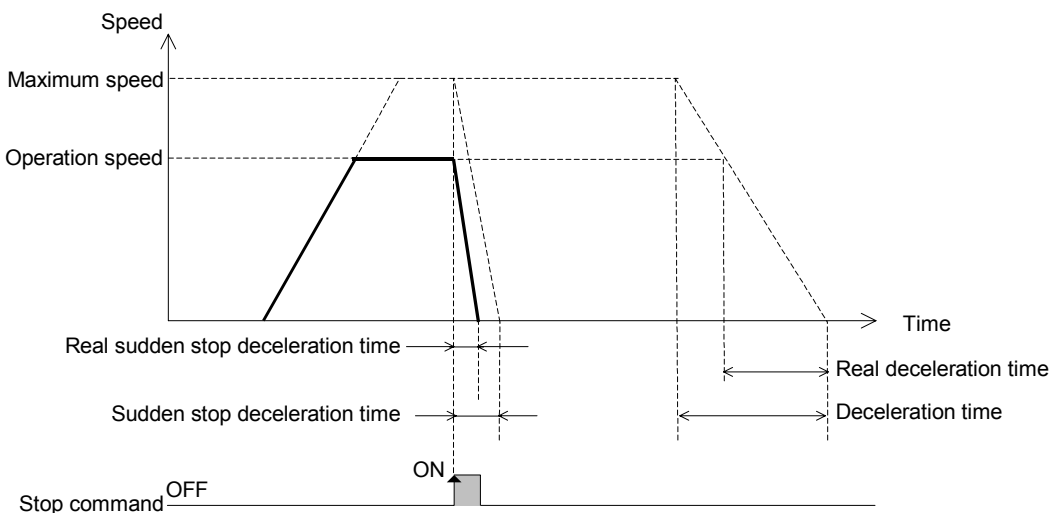 Speed
Maximum speed
Operation speed
Time
Real sudden stop deceleration time
Real deceleration time
Sudden stop deceleration time
Deceleration time
ON
OFF
Stop command